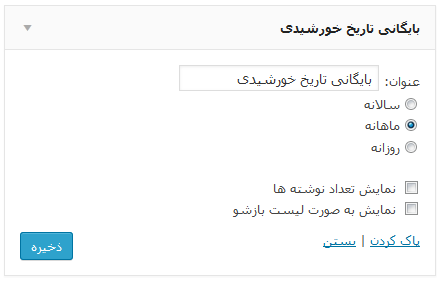 بایگانی تاریخ خورشیدی
عنوان: بایگانی تاریخ خورشیدی
سالانه
ماهانه
روزانه
نمایش تعداد نوشته ها
نمایش به صورت لیست بازشو
پاک کردن | بستن
ذخیره